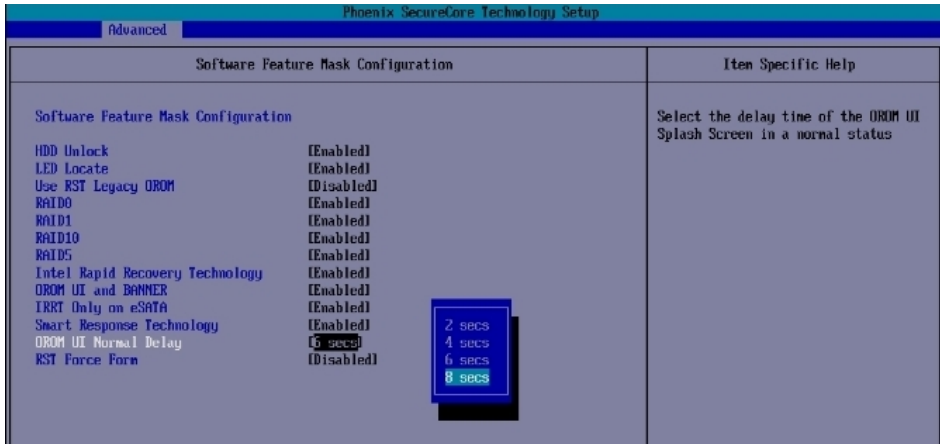 Phoenix SecureCore Technology Setup
Advanced
Software Feature Mask Configuration
Item Specific Help
Software Feature Mask Configuration
HDD Unlock [Enabled]
LED Locate [Enabled]
Use RST Legacy OROM [Disabled]
RAID0 [Enabled]
RAID1 [Enabled]
RAID10 [Enabled]
RAID5 [Enabled]
Intel Rapid Recovery Technology [Enabled]
OROM UI and BANNER [Enabled]
IRRT Only on eSATA [Enabled]
Smart Response Technology [Enabled]
OROM UI Normal Delay [6 secs]
RST Force Form [Disabled]
2 secs
4 secs
6 secs
8 secs
Select the delay time of the OROM UI
Splash Screen in a normal status